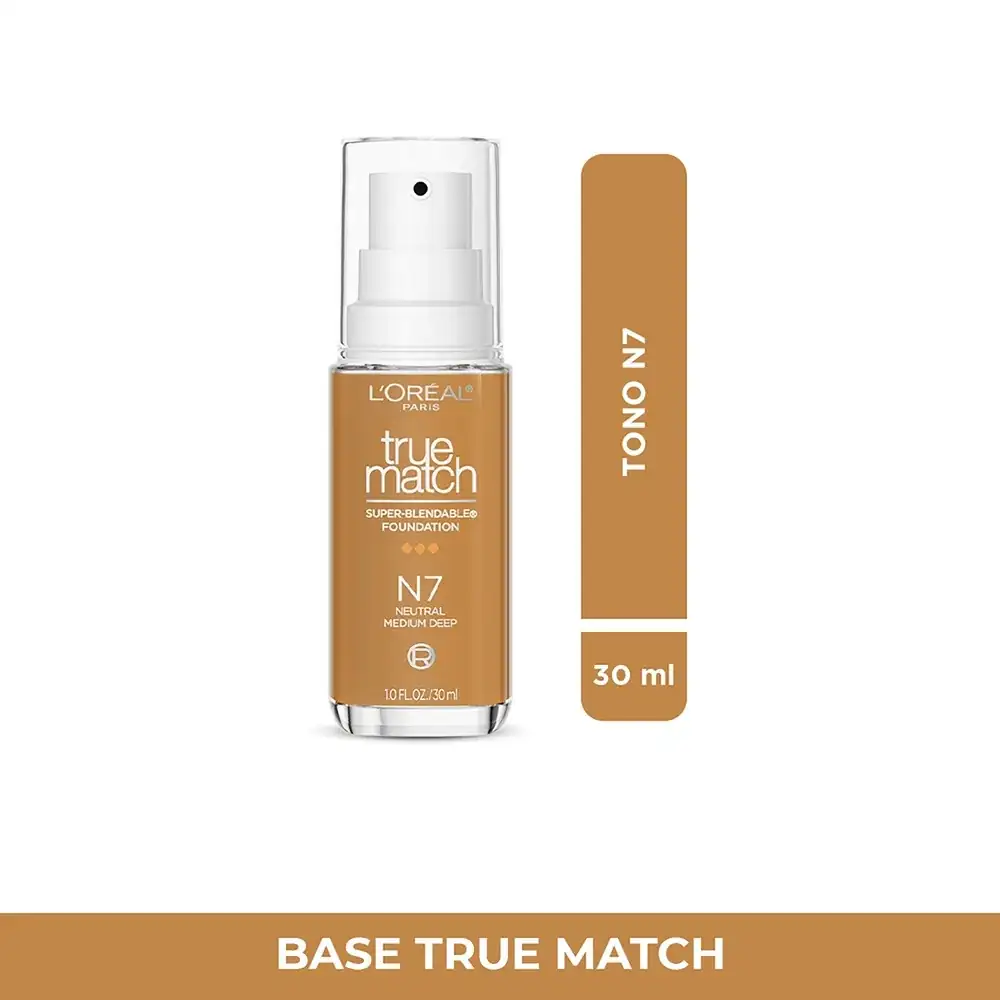 L'ORÉAL®
PARIS
true
match
SUPER-BLENDABLE®
FOUNDATION
N7
NEUTRAL
MEDIUM DEEP
R
1.0 FL.OZ./30 ml
TONO N7
30 ml
BASE TRUE MATCH